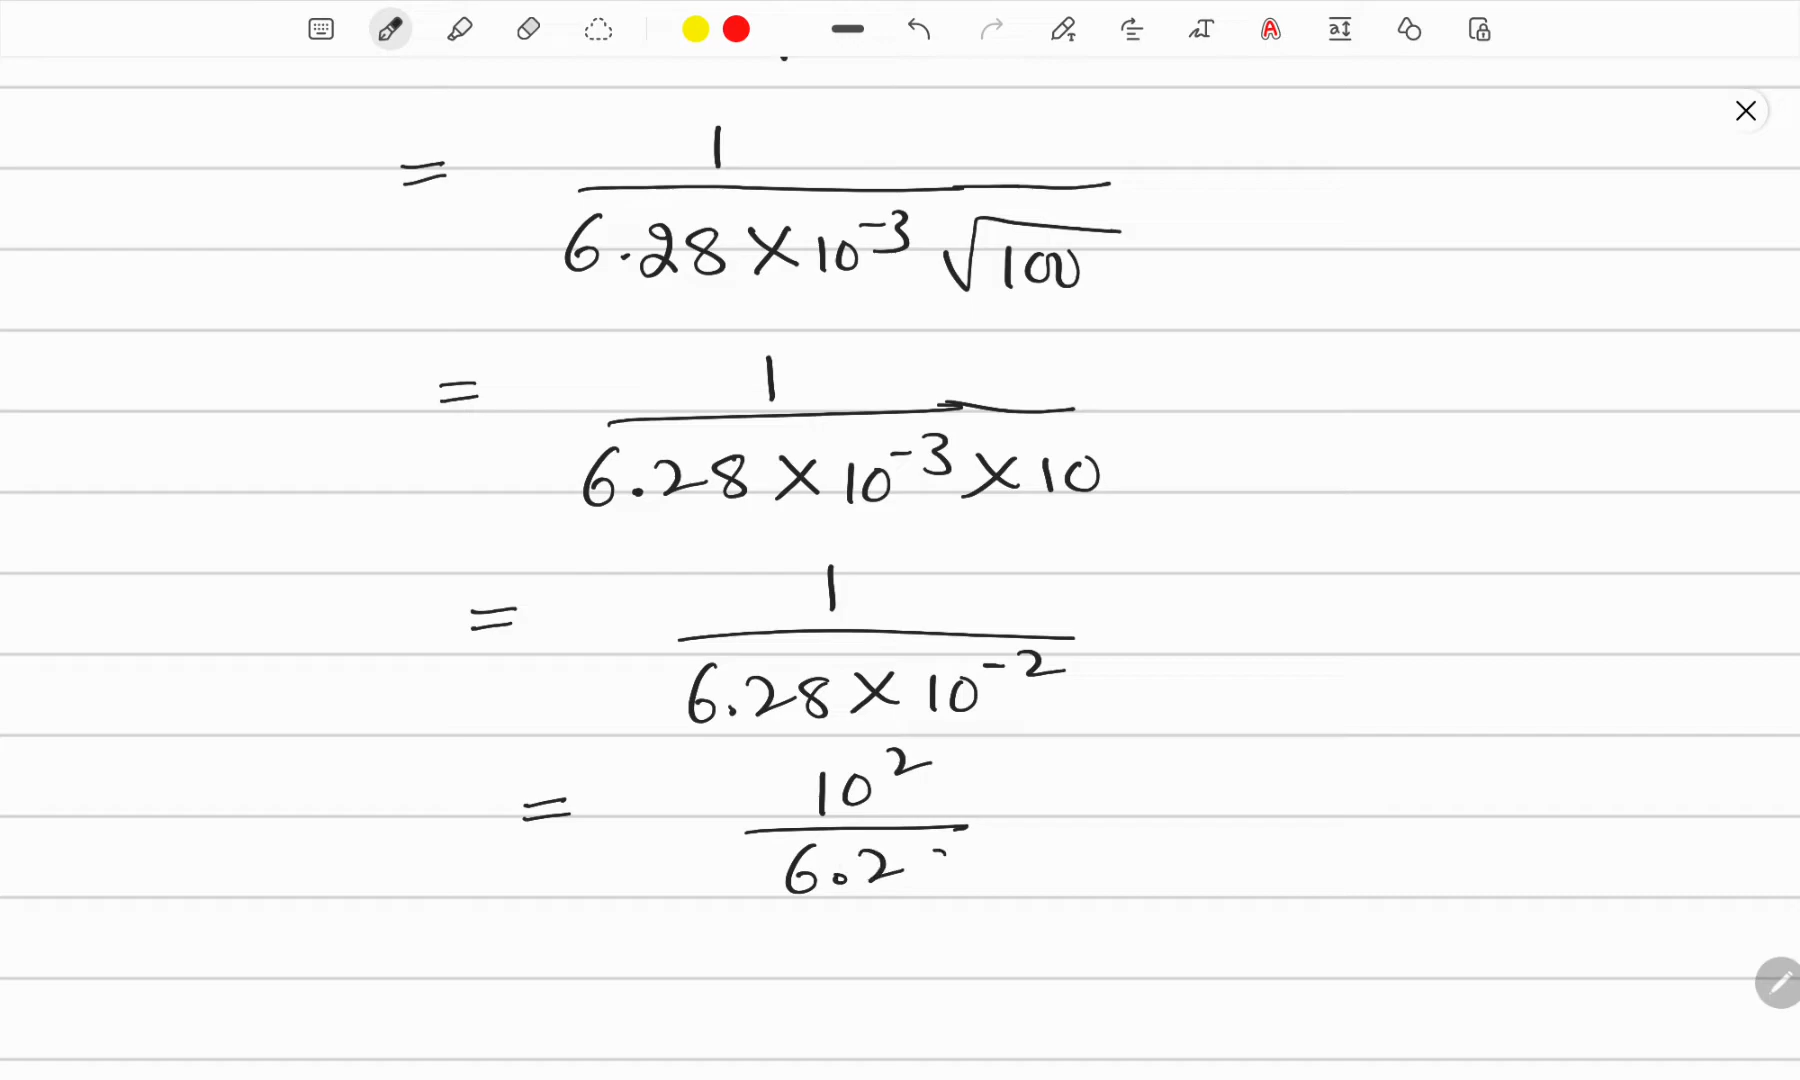 = 1 / 6.28 × 10⁻³ √100
= 1 / 6.28 × 10⁻³ × 10
= 1 / 6.28 × 10⁻²
= 10² / 6.2